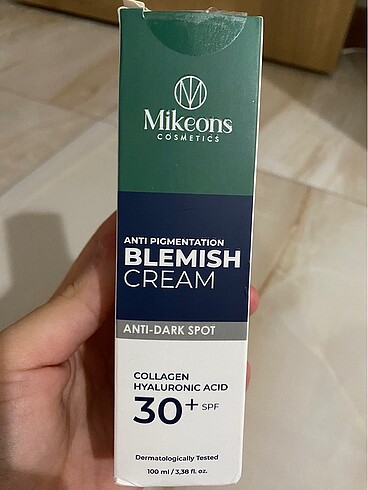 Mikeons
COSMETICS
ANTI PIGMENTATION
BLEMISH
CREAM
ANTI-DARK SPOT
COLLAGEN
HYALURONIC ACID
30+ SPF
Dermatologically Tested
100 ml / 3,38 fl. oz.